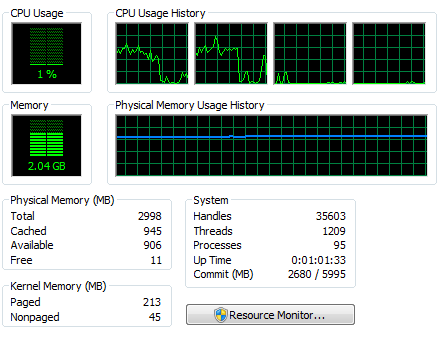 CPU Usage
CPU Usage History
1 %
Memory
Physical Memory Usage History
2.04 GB
Physical Memory (MB)
Total 2998
Cached 945
Available 906
Free 11
System
Handles 35603
Threads 1209
Processes 95
Up Time 0:01:01:33
Commit (MB) 2680 / 5995
Kernel Memory (MB)
Paged 213
Nonpaged 45
Resource Monitor...